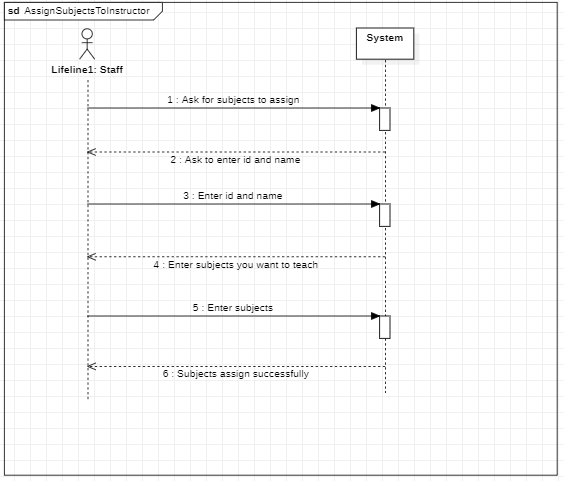 sd AssignSubjectsToInstructor
System
Lifeline1: Staff
1 : Ask for subjects to assign
2 : Ask to enter id and name
3 : Enter id and name
4 : Enter subjects you want to teach
5 : Enter subjects
6 : Subjects assign successfully